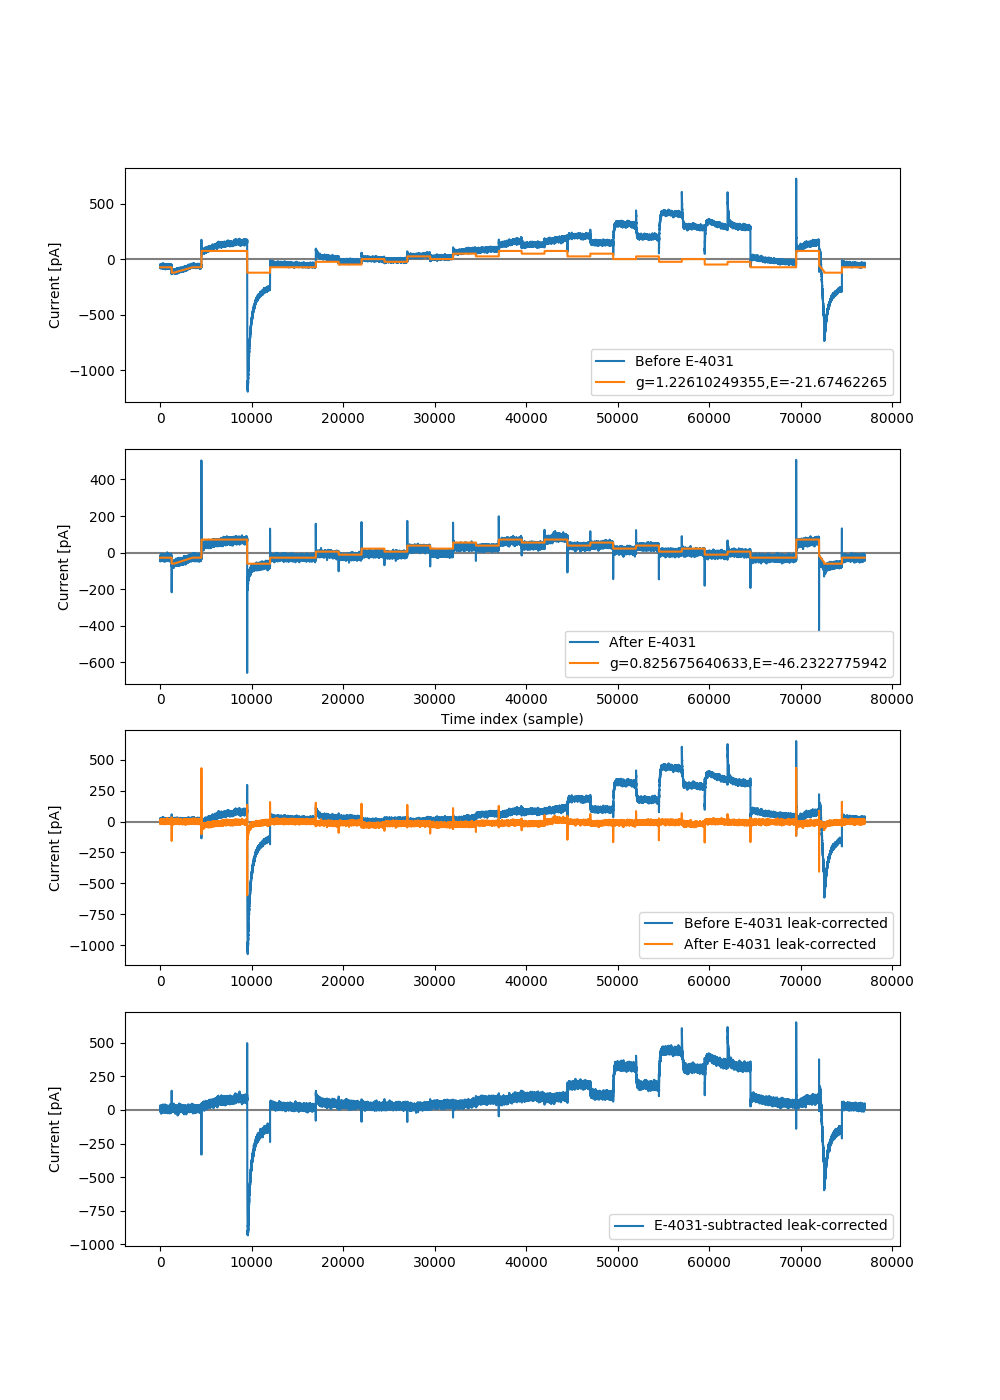 500
0
−500
−1000
Current [pA]
Before E-4031
g=1.22610249355,E=-21.67462265
0 10000 20000 30000 40000 50000 60000 70000 80000
400
200
0
−200
−400
−600
Current [pA]
After E-4031
g=0.825675640633,E=-46.2322775942
0 10000 20000 30000 40000 50000 60000 70000 80000
Time index (sample)
500
250
0
−250
−500
−750
−1000
Current [pA]
Before E-4031 leak-corrected
After E-4031 leak-corrected
0 10000 20000 30000 40000 50000 60000 70000 80000
500
250
0
−250
−500
−750
−1000
Current [pA]
E-4031-subtracted leak-corrected
0 10000 20000 30000 40000 50000 60000 70000 80000